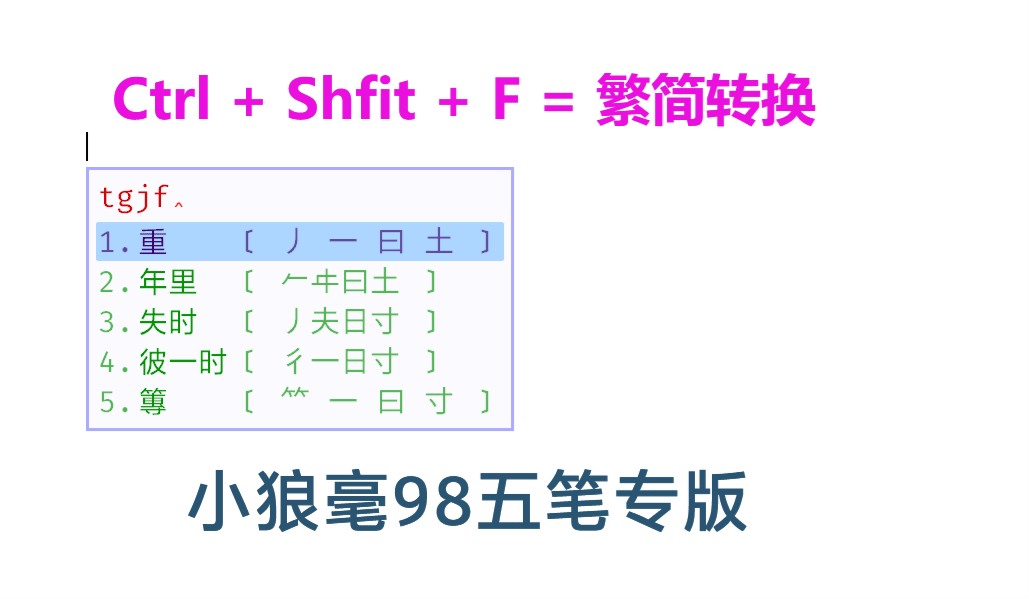 Ctrl + Shfit + F = 繁简转换
tgjf‸
1.重 〔 丿 一 曰 土 〕
2.年里 〔 𠂉㐄曰土 〕
3.失时 〔 丿夫日寸 〕
4.彼一时〔 彳一日寸 〕
5.篿 〔 𥫗 一 曰 寸 〕
小狼毫98五笔专版